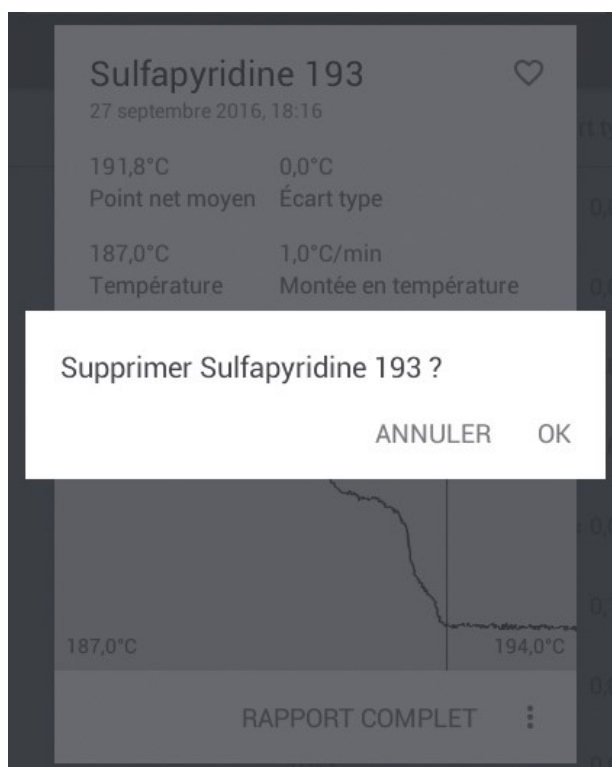 Sulfapyridine 193
27 septembre 2016, 18:16
191,8°C 0,0°C
Point net moyen Écart type
187,0°C 1,0°C/min
Température Montée en température
Supprimer Sulfapyridine 193 ?
ANNULER OK
187,0°C 194,0°C
RAPPORT COMPLET